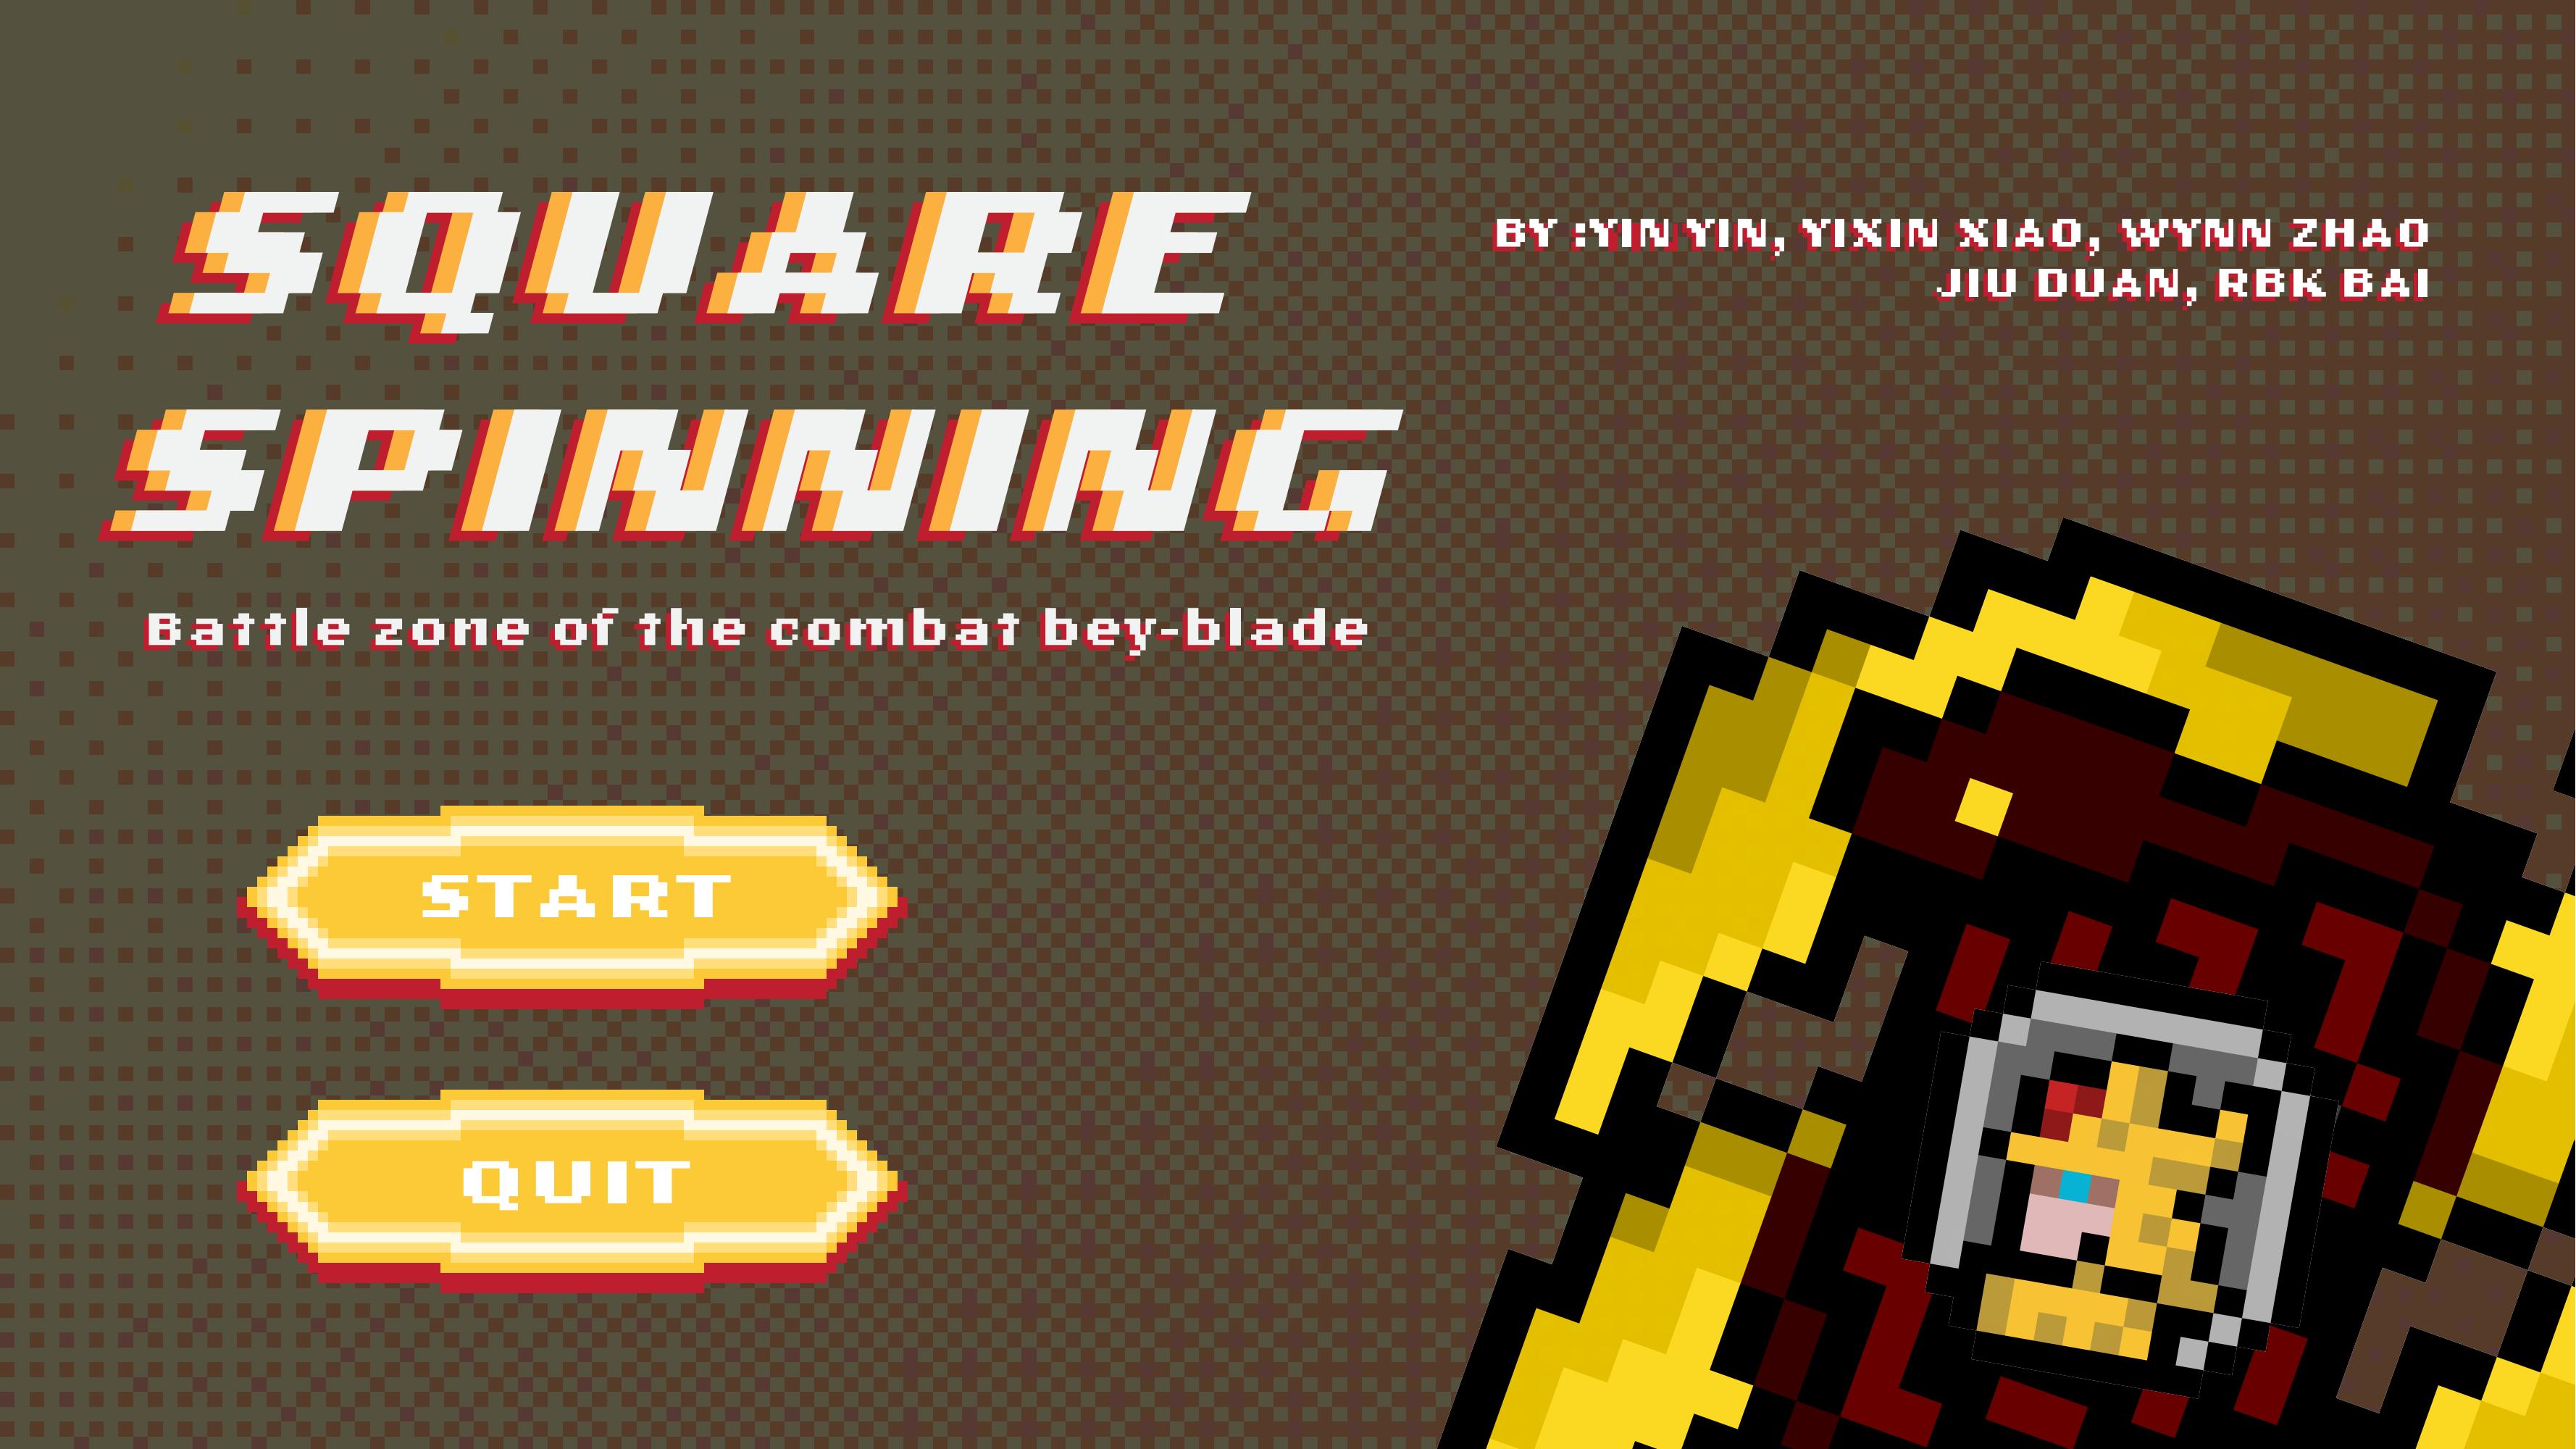 SQUARE
SPINNING
Battle zone of the combat bey-blade
BY :YIN YIN, YIXIN XIAO, WYNN ZHAO
JIU DUAN, RBK BAI
START
QUIT